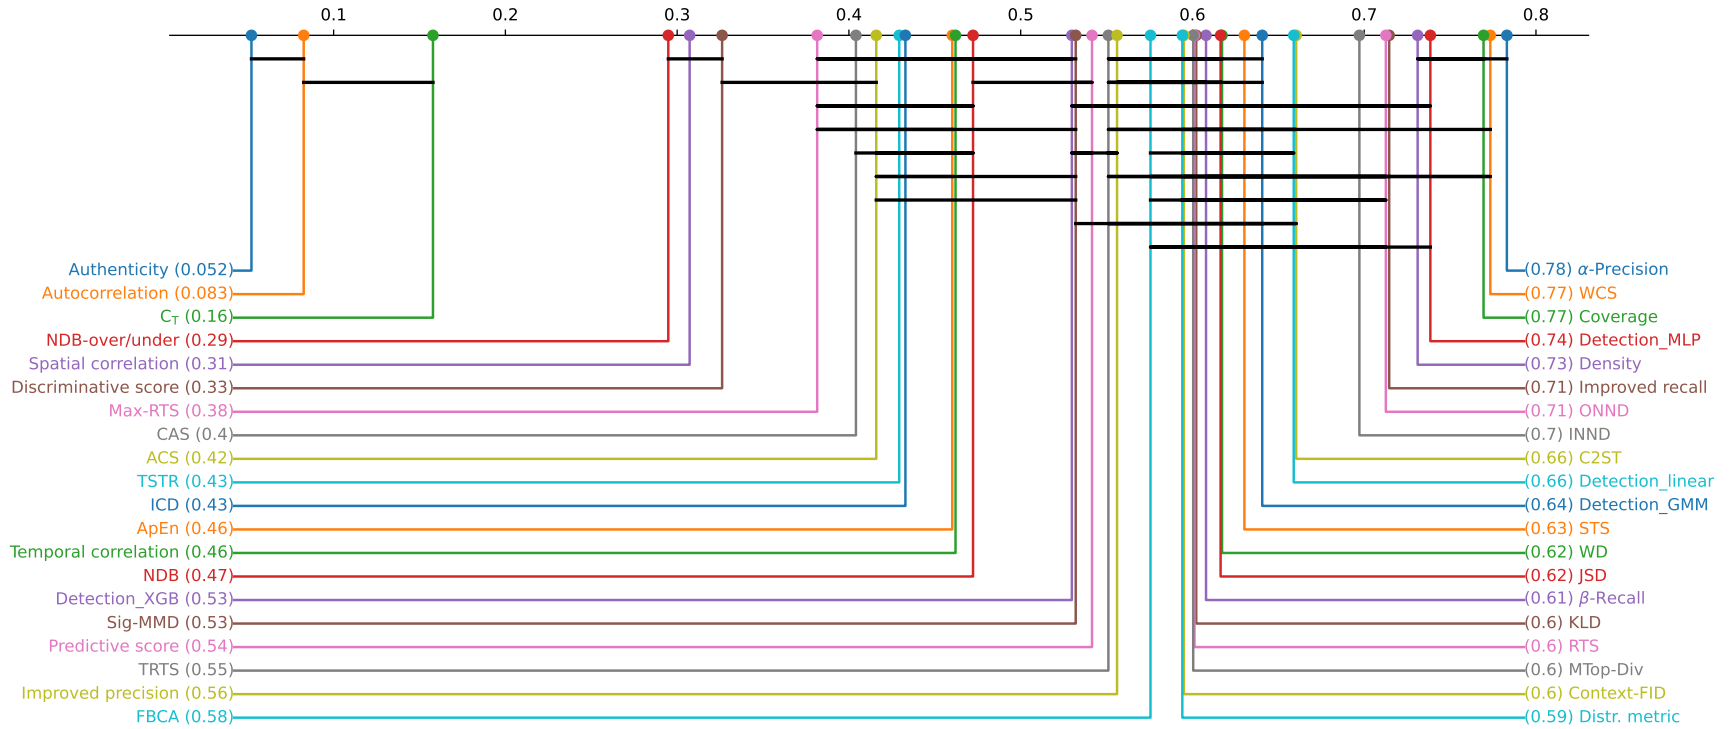 0.1 0.2 0.3 0.4 0.5 0.6 0.7 0.8
Authenticity (0.052) (0.78) α-Precision
Autocorrelation (0.083) (0.77) WCS
C_T (0.16) (0.77) Coverage
NDB-over/under (0.29) (0.74) Detection_MLP
Spatial correlation (0.31) (0.73) Density
Discriminative score (0.33) (0.71) Improved recall
Max-RTS (0.38) (0.71) ONND
CAS (0.4) (0.7) INND
ACS (0.42) (0.66) C2ST
TSTR (0.43) (0.66) Detection_linear
ICD (0.43) (0.64) Detection_GMM
ApEn (0.46) (0.63) STS
Temporal correlation (0.46) (0.62) WD
NDB (0.47) (0.62) JSD
Detection_XGB (0.53) (0.61) β-Recall
Sig-MMD (0.53) (0.6) KLD
Predictive score (0.54) (0.6) RTS
TRTS (0.55) (0.6) MTop-Div
Improved precision (0.56) (0.6) Context-FID
FBCA (0.58) (0.59) Distr. metric